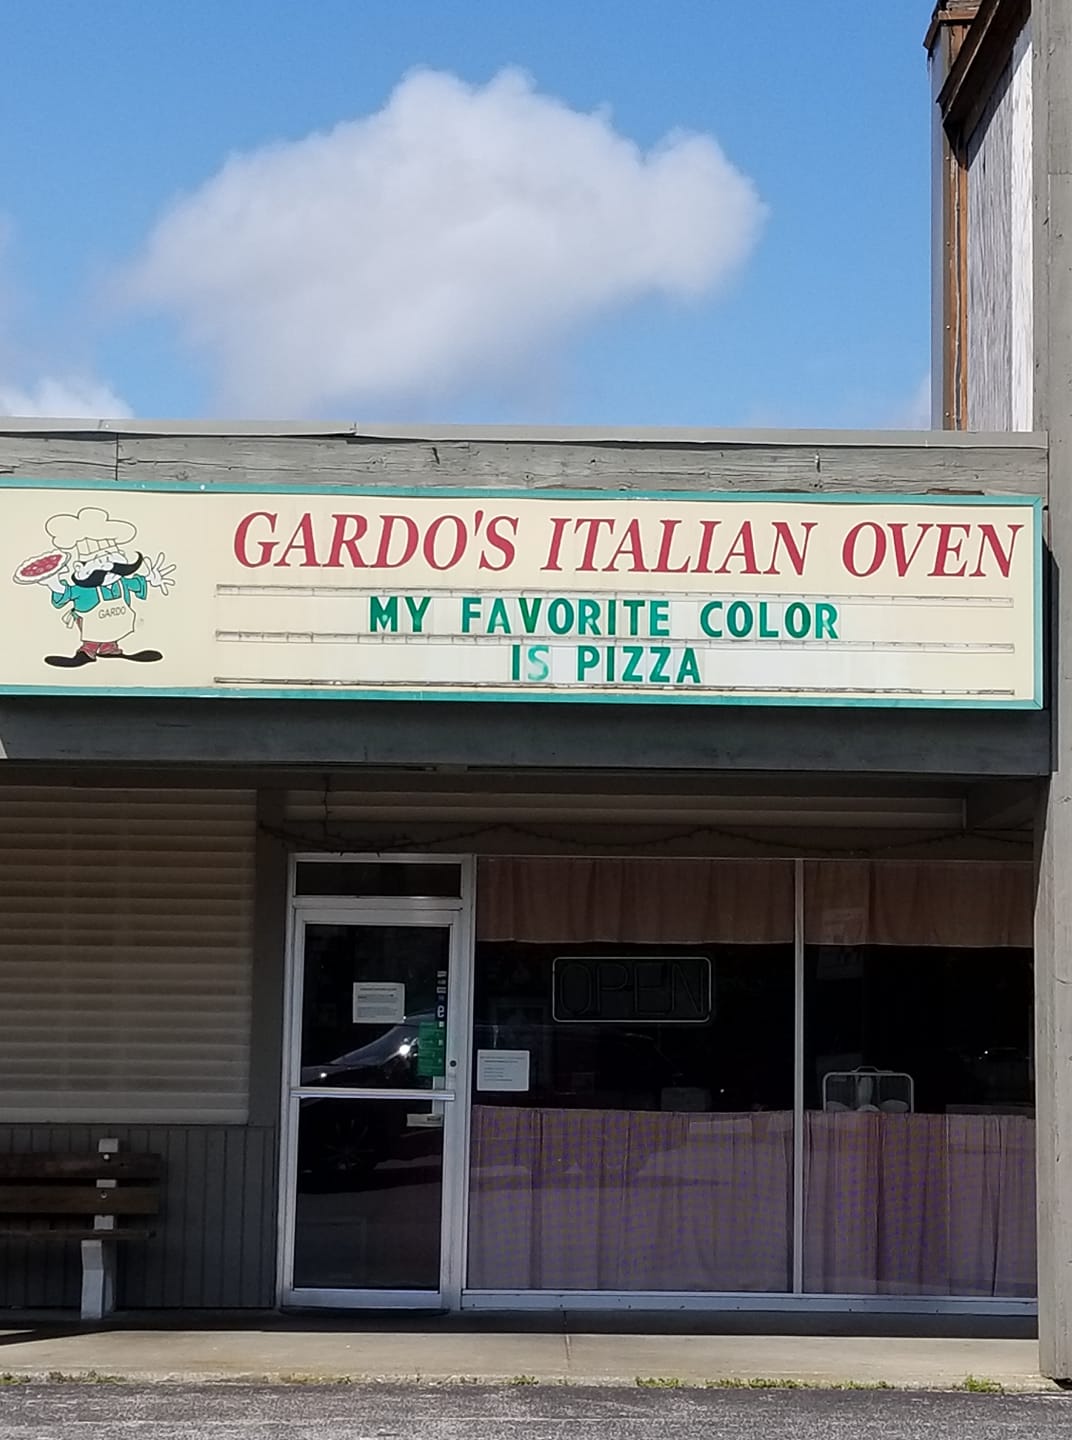 GARDO'S ITALIAN OVEN
GARDO
MY FAVORITE COLOR
IS PIZZA
OPEN